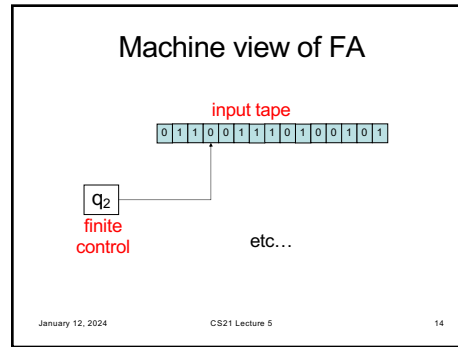 Machine view of FA
input tape
0 1 1 0 0 1 1 1 0 1 0 0 1 0 1
q₂
finite
control
etc…
January 12, 2024 CS21 Lecture 5 14